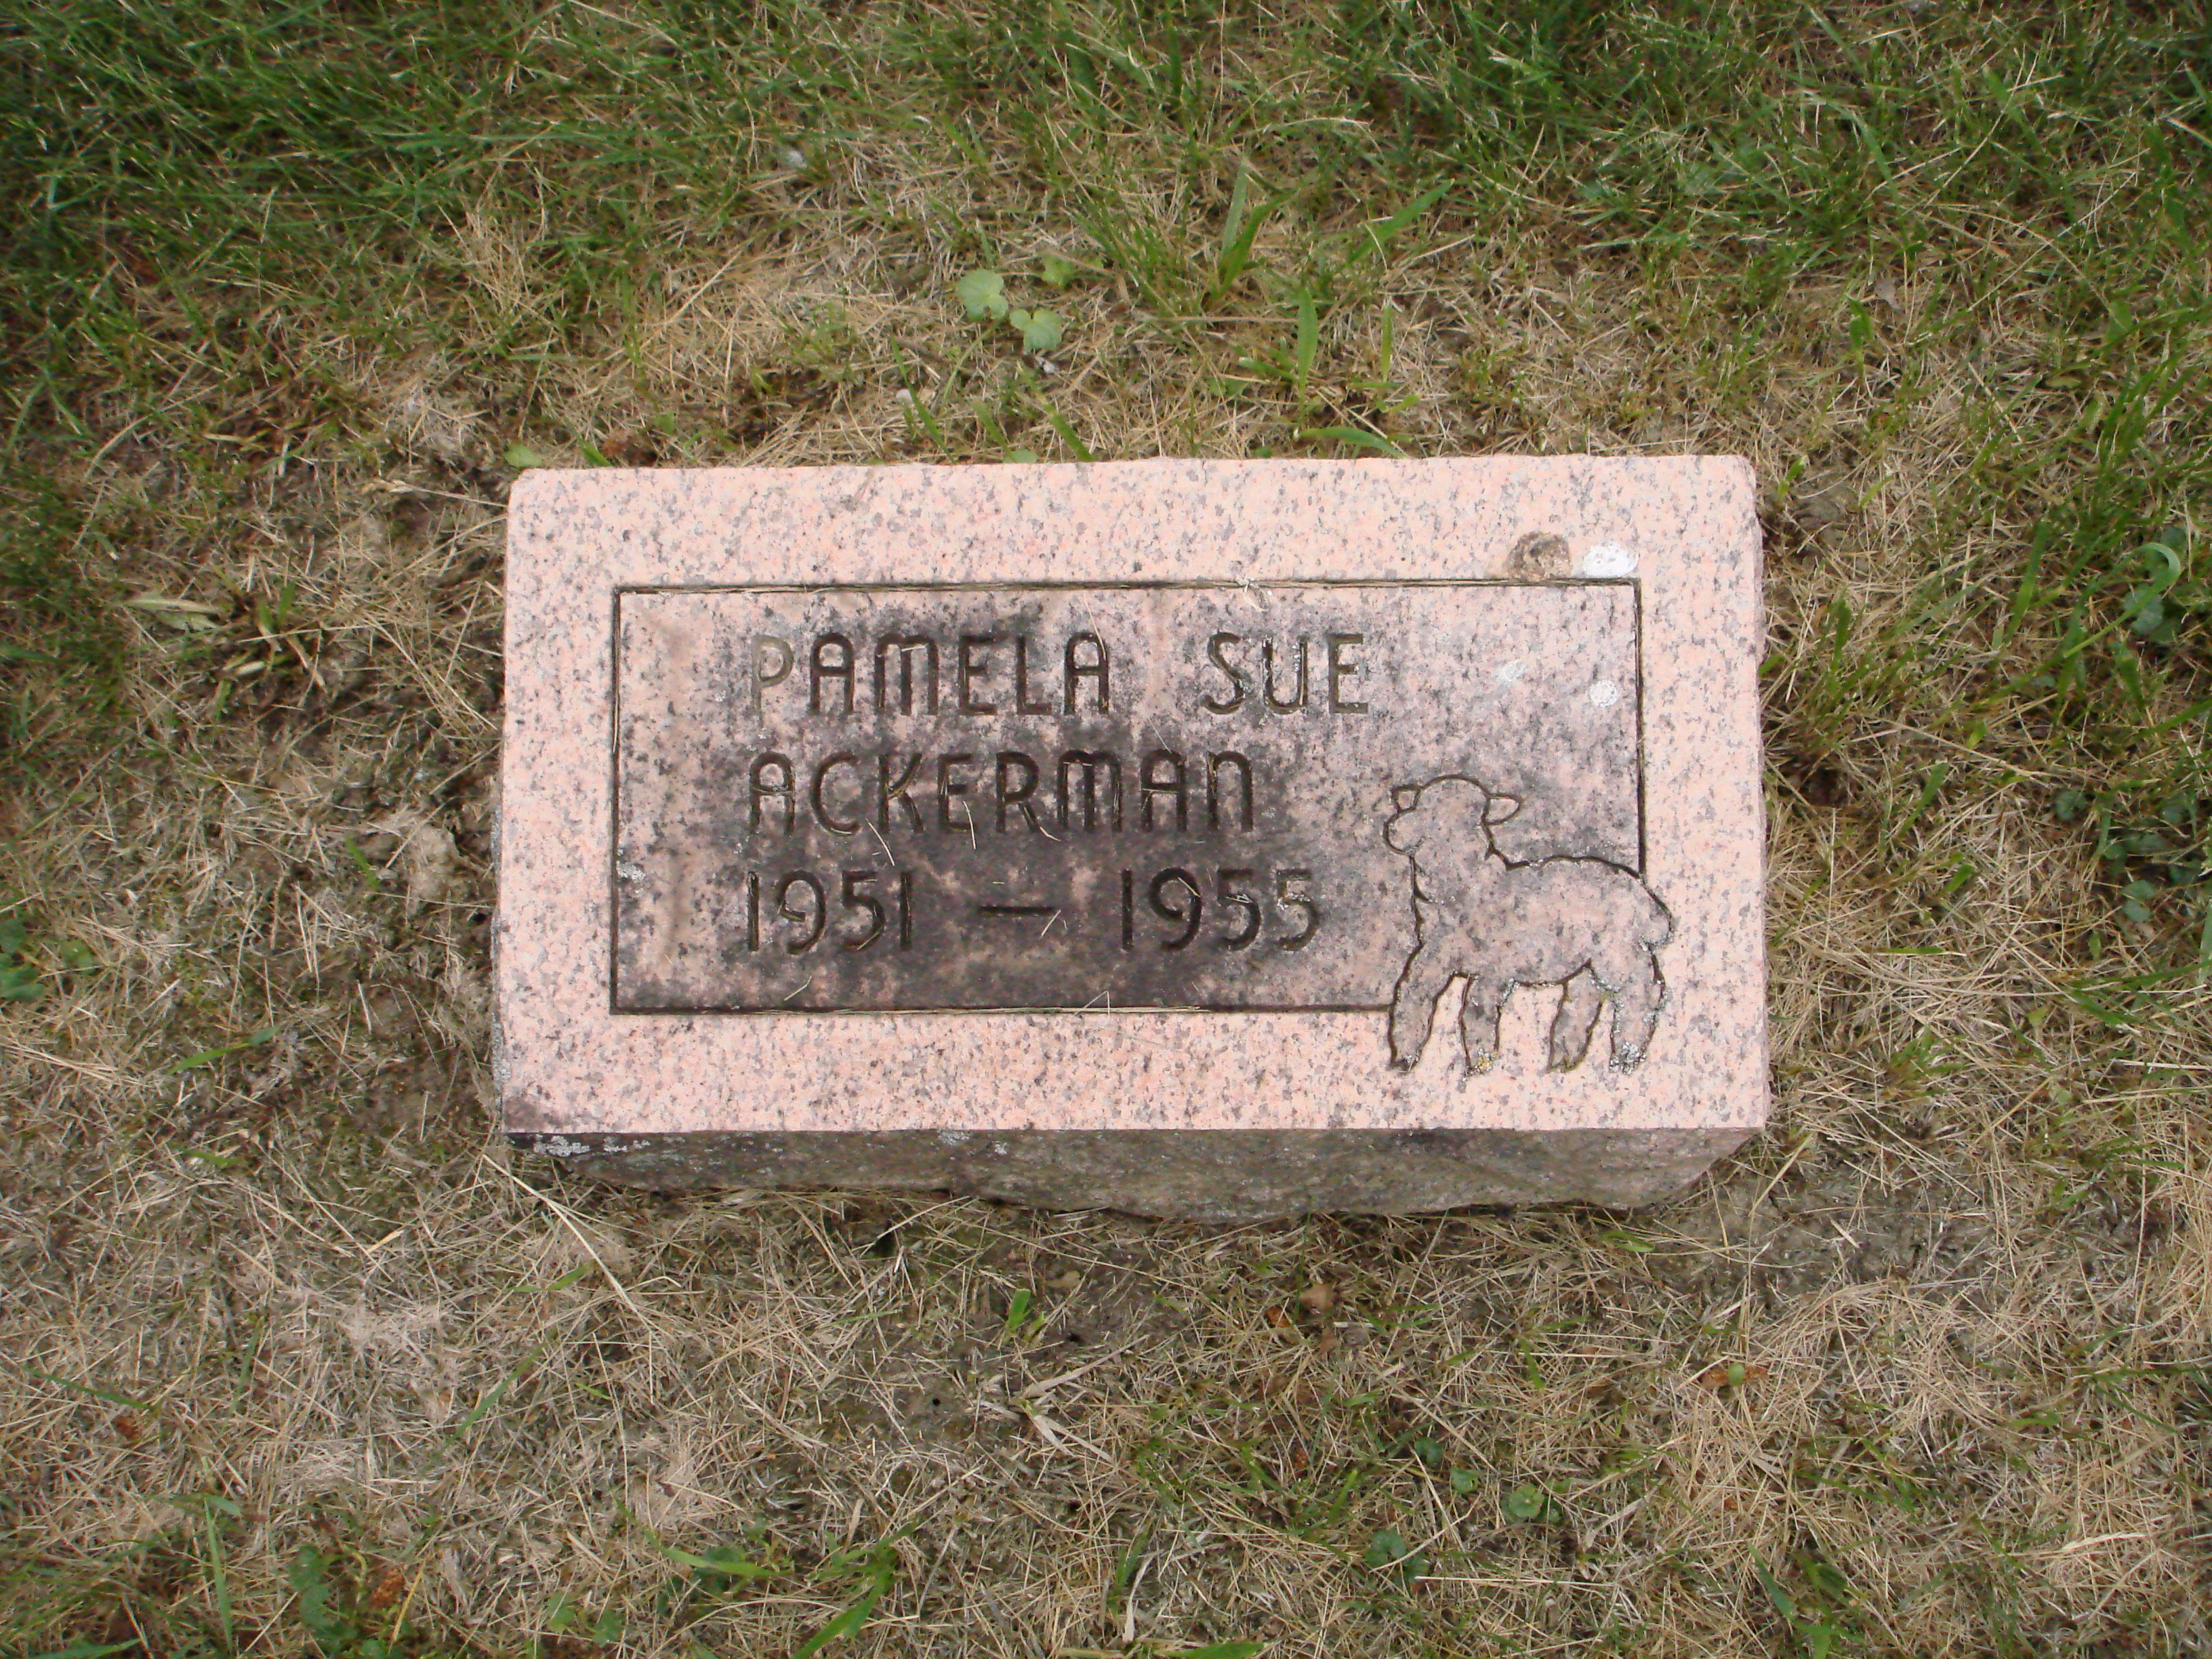 PAMELA SUE
ACKERMAN
1951 — 1955